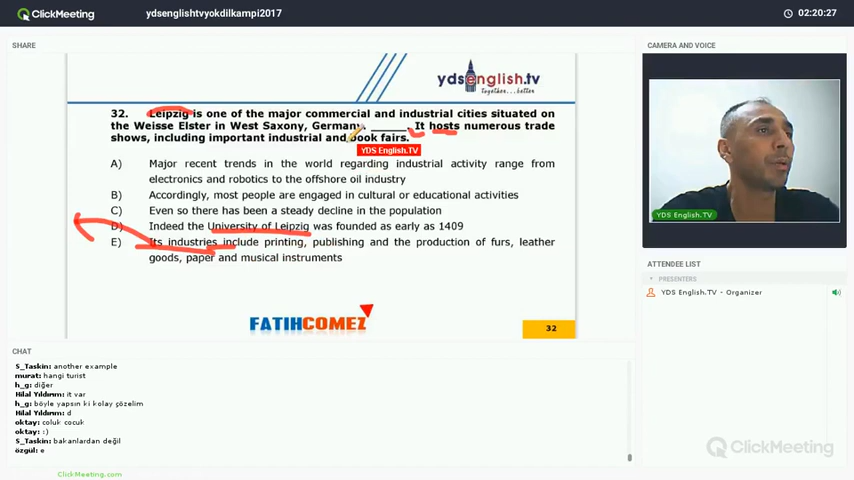 ClickMeeting
ydsenglishtvyokdilkampi2017
02:20:27
SHARE
CAMERA AND VOICE
ydsenglish.tv
together...better
32. Leipzig is one of the major commercial and industrial cities situated on
the Weisse Elster in West Saxony, Germany. ______. It hosts numerous trade
shows, including important industrial and book fairs.
YDS English.TV
A) Major recent trends in the world regarding industrial activity range from
electronics and robotics to the offshore oil industry
B) Accordingly, most people are engaged in cultural or educational activities
C) Even so there has been a steady decline in the population
D) Indeed the University of Leipzig was founded as early as 1409
E) Its industries include printing, publishing and the production of furs, leather
goods, paper and musical instruments
FATIHCOMEZ
32
YDS English.TV
ATTENDEE LIST
PRESENTERS
YDS English.TV - Organizer
CHAT
S_Taskin: another example
murat: hangi turist
h_g: diğer
Hilal Yıldırım: it var
h_g: böyle yapsın ki kolay çözelim
Hilal Yıldırım: d
oktay: coluk cocuk
oktay: :)
S_Taskin: bakanlardan değil
özgül: e
ClickMeeting.com
ClickMeeting